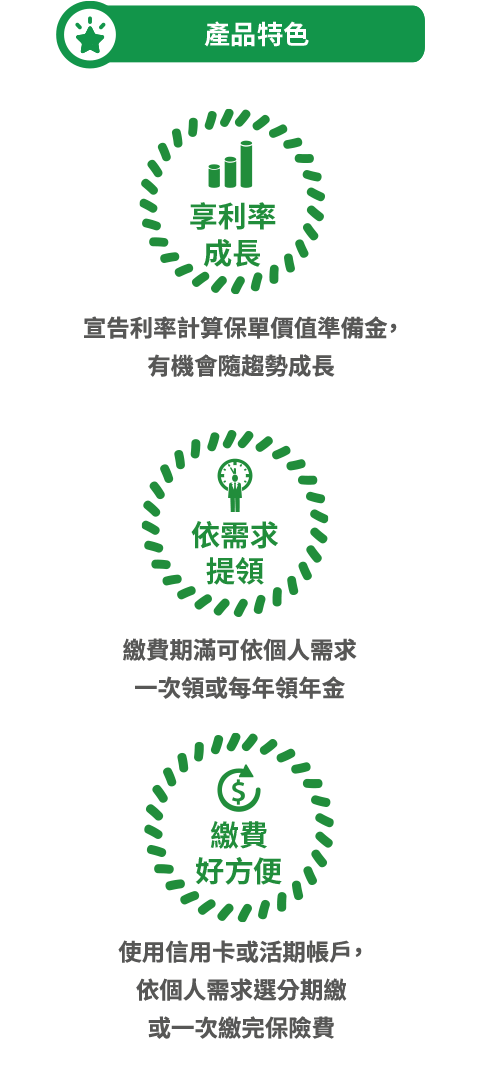 產品特色
享利率
成長
宣告利率計算保單價值準備金,
有機會隨趨勢成長
依需求
提領
繳費期滿可依個人需求
一次領或每年領年金
$
繳費
好方便
使用信用卡或活期帳戶,
依個人需求選分期繳
或一次繳完保險費